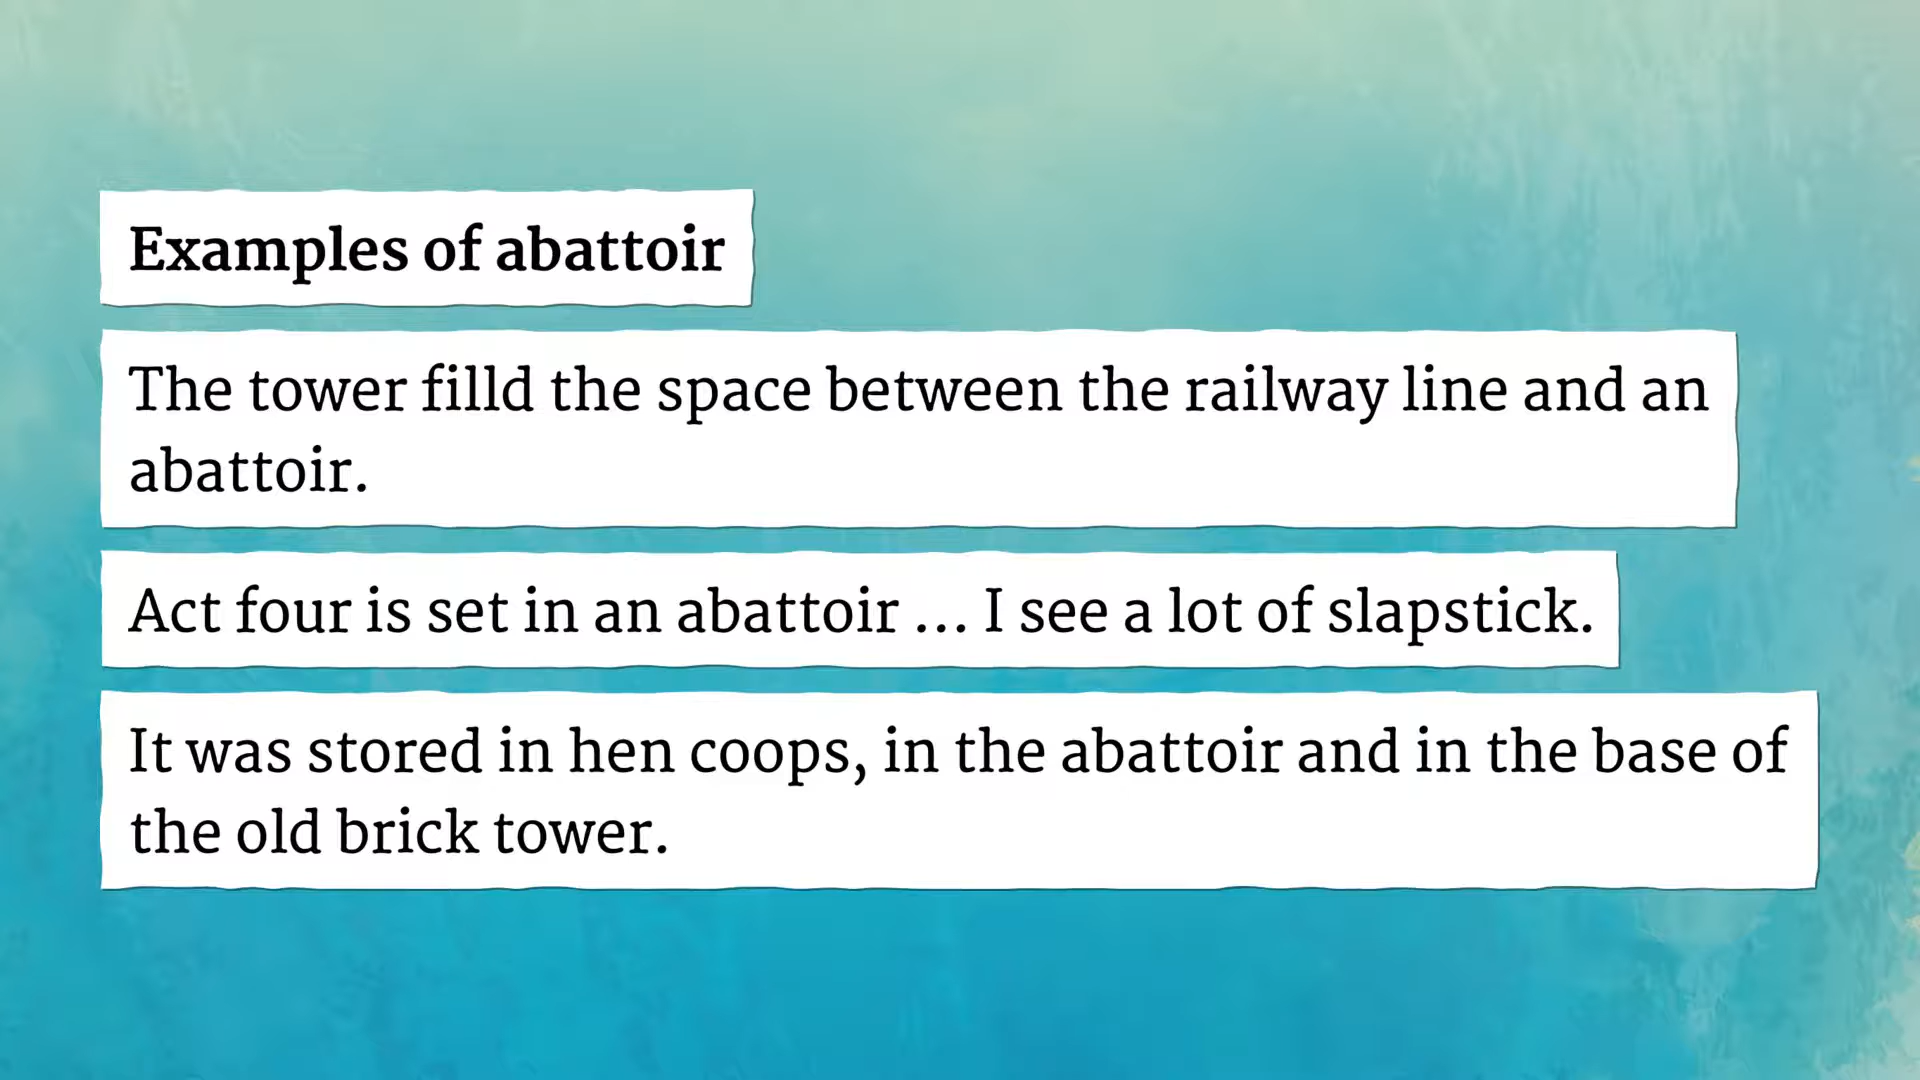 Examples of abattoir
The tower filld the space between the railway line and an
abattoir.
Act four is set in an abattoir ... I see a lot of slapstick.
It was stored in hen coops, in the abattoir and in the base of
the old brick tower.